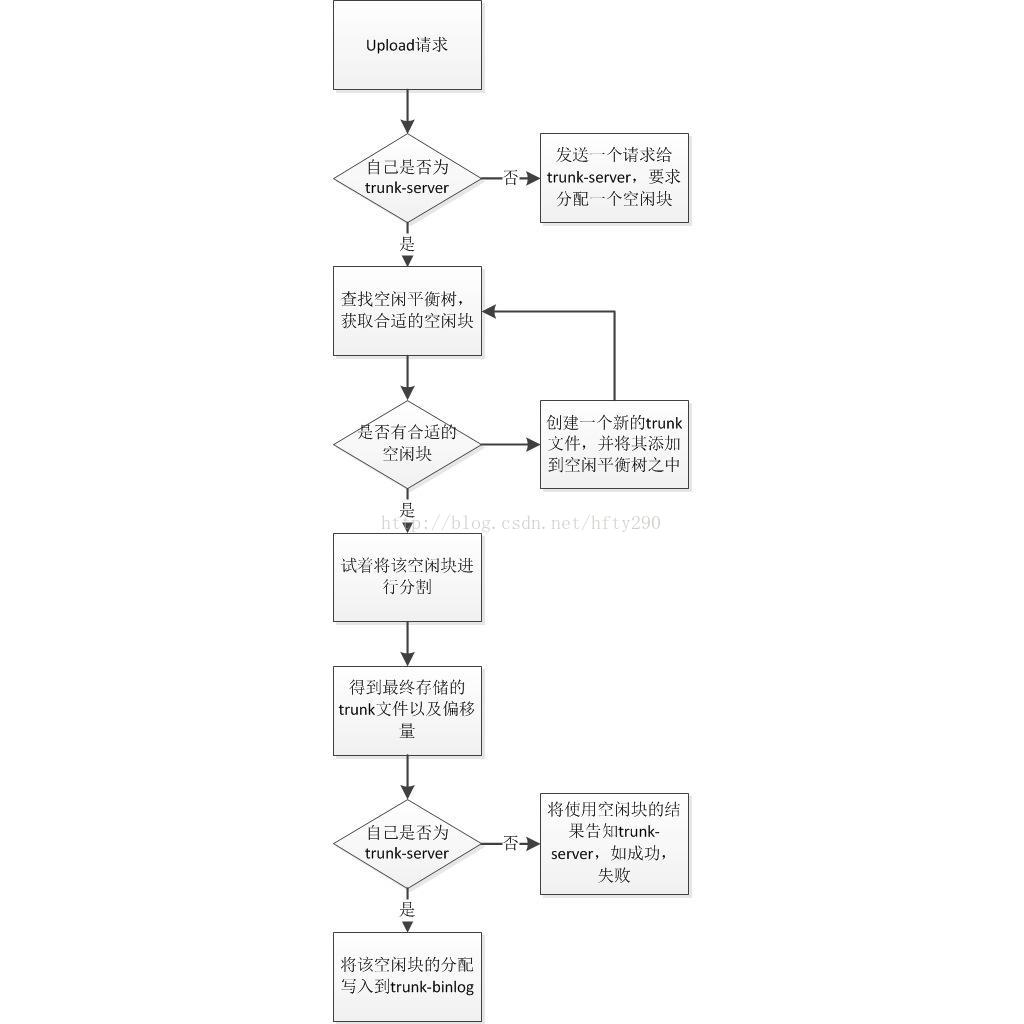 Upload请求
自己是否为
trunk-server
否
发送一个请求给
trunk-server，要求
分配一个空闲块
是
查找空闲平衡树，
获取合适的空闲块
是否有合适的
空闲块
创建一个新的trunk
文件，并将其添加
到空闲平衡树之中
是
http://blog.csdn.net/hfty290
试着将该空闲块进
行分割
得到最终存储的
trunk文件以及偏移
量
自己是否为
trunk-server
否
将使用空闲块的结
果告知trunk-
server，如成功，
失败
是
将该空闲块的分配
写入到trunk-binlog